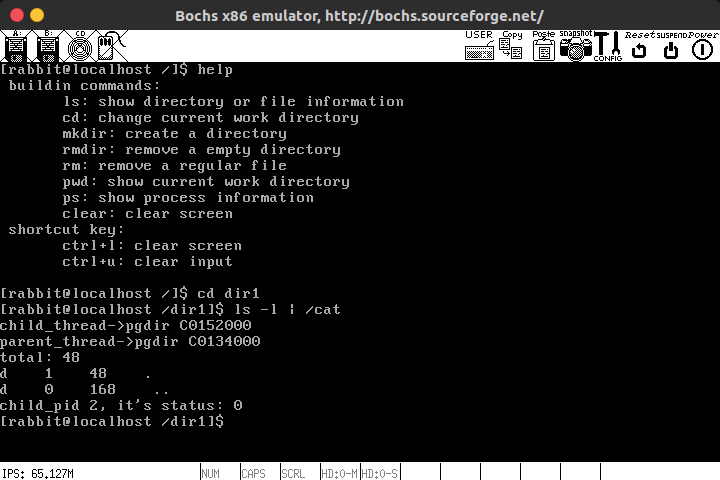 Bochs x86 emulator, http://bochs.sourceforge.net/
A: B: CD USER Copy Paste snapshot CONFIG Reset SUSPEND Power
[rabbit@localhost /]$ help
buildin commands:
ls: show directory or file information
cd: change current work directory
mkdir: create a directory
rmdir: remove a empty directory
rm: remove a regular file
pwd: show current work directory
ps: show process information
clear: clear screen
shortcut key:
ctrl+l: clear screen
ctrl+u: clear input
[rabbit@localhost /]$ cd dir1
[rabbit@localhost /dir1]$ ls -l | /cat
child_thread->pgdir C0152000
parent_thread->pgdir C0134000
total: 48
d 1 48 .
d 0 168 ..
child_pid 2, it's status: 0
[rabbit@localhost /dir1]$
IPS: 65.127M NUM CAPS SCRL HD:0-M HD:0-S